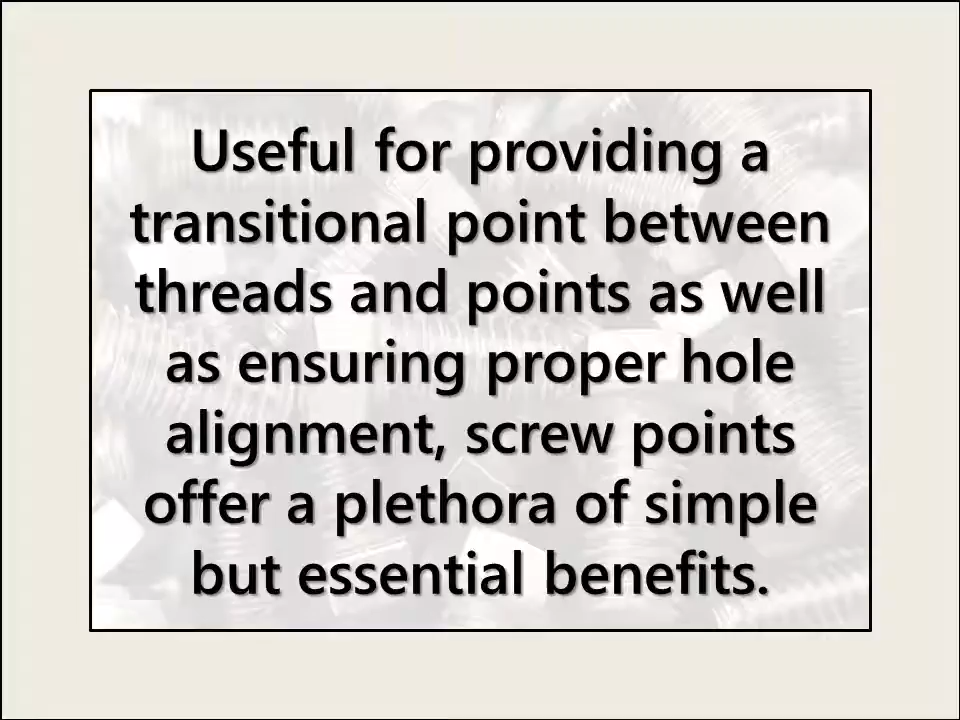 Useful for providing a
transitional point between
threads and points as well
as ensuring proper hole
alignment, screw points
offer a plethora of simple
but essential benefits.